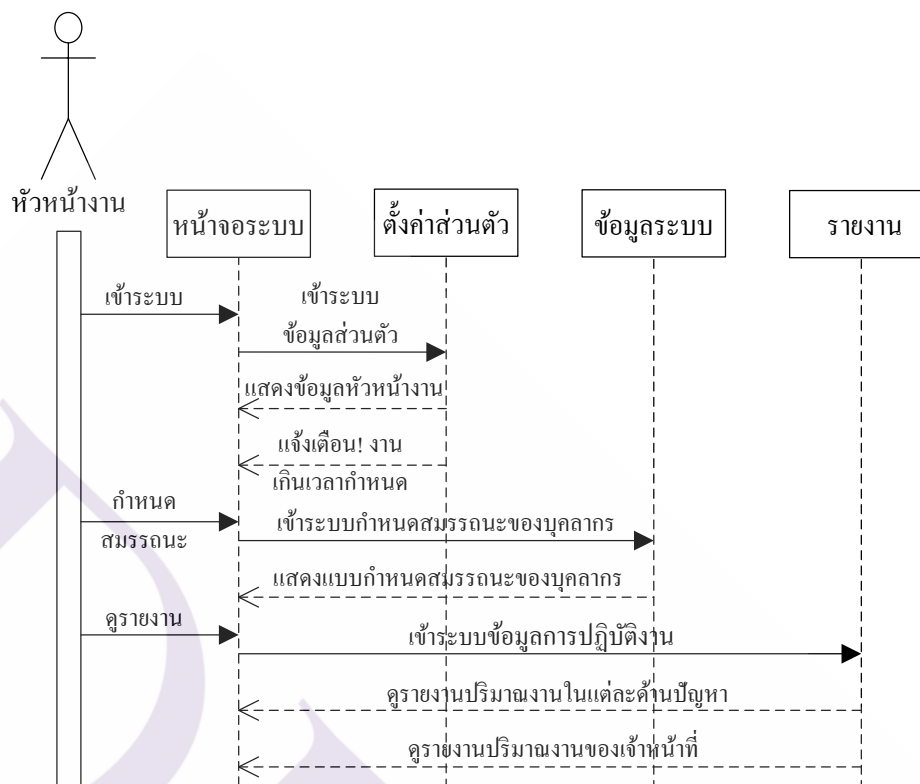 หัวหน้างาน
หน้าจอระบบ
ตั้งค่าส่วนตัว
ข้อมูลระบบ
รายงาน
เข้าระบบ
เข้าระบบ
ข้อมูลส่วนตัว
แสดงข้อมูลหัวหน้างาน
แจ้งเตือน! งาน
เกินเวลากำหนด
กำหนด
สมรรถนะ
เข้าระบบกำหนดสมรรถนะของบุคลากร
แสดงแบบกำหนดสมรรถนะของบุคลากร
ดูรายงาน
เข้าระบบข้อมูลการปฏิบัติงาน
ดูรายงานปริมาณงานในแต่ละด้านปัญหา
ดูรายงานปริมาณงานของเจ้าหน้าที่